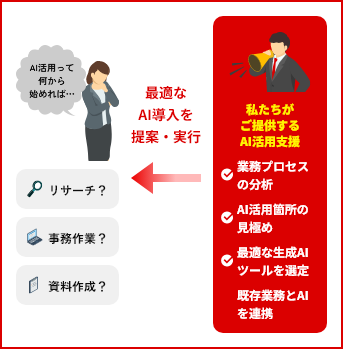 AI活用って
何から
始めれば…
リサーチ？
事務作業？
資料作成？
最適な
AI導入を
提案・実行
私たちが
ご提供する
AI活用支援
業務プロセス
の分析
AI活用箇所の
見極め
最適な生成AI
ツールを選定
既存業務とAI
を連携